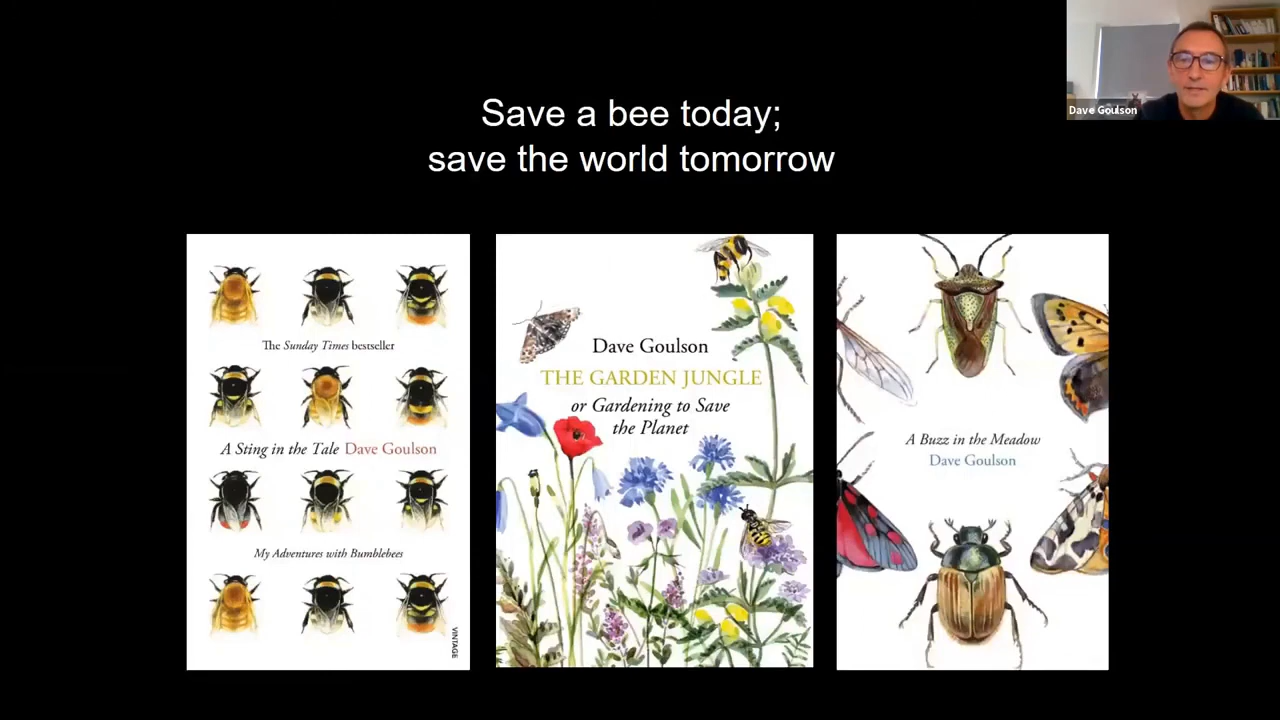 Save a bee today;
save the world tomorrow
Dave Goulson
The Sunday Times bestseller
A Sting in the Tale Dave Goulson
My Adventures with Bumblebees
VINTAGE
Dave Goulson
THE GARDEN JUNGLE
or Gardening to Save
the Planet
A Buzz in the Meadow
Dave Goulson